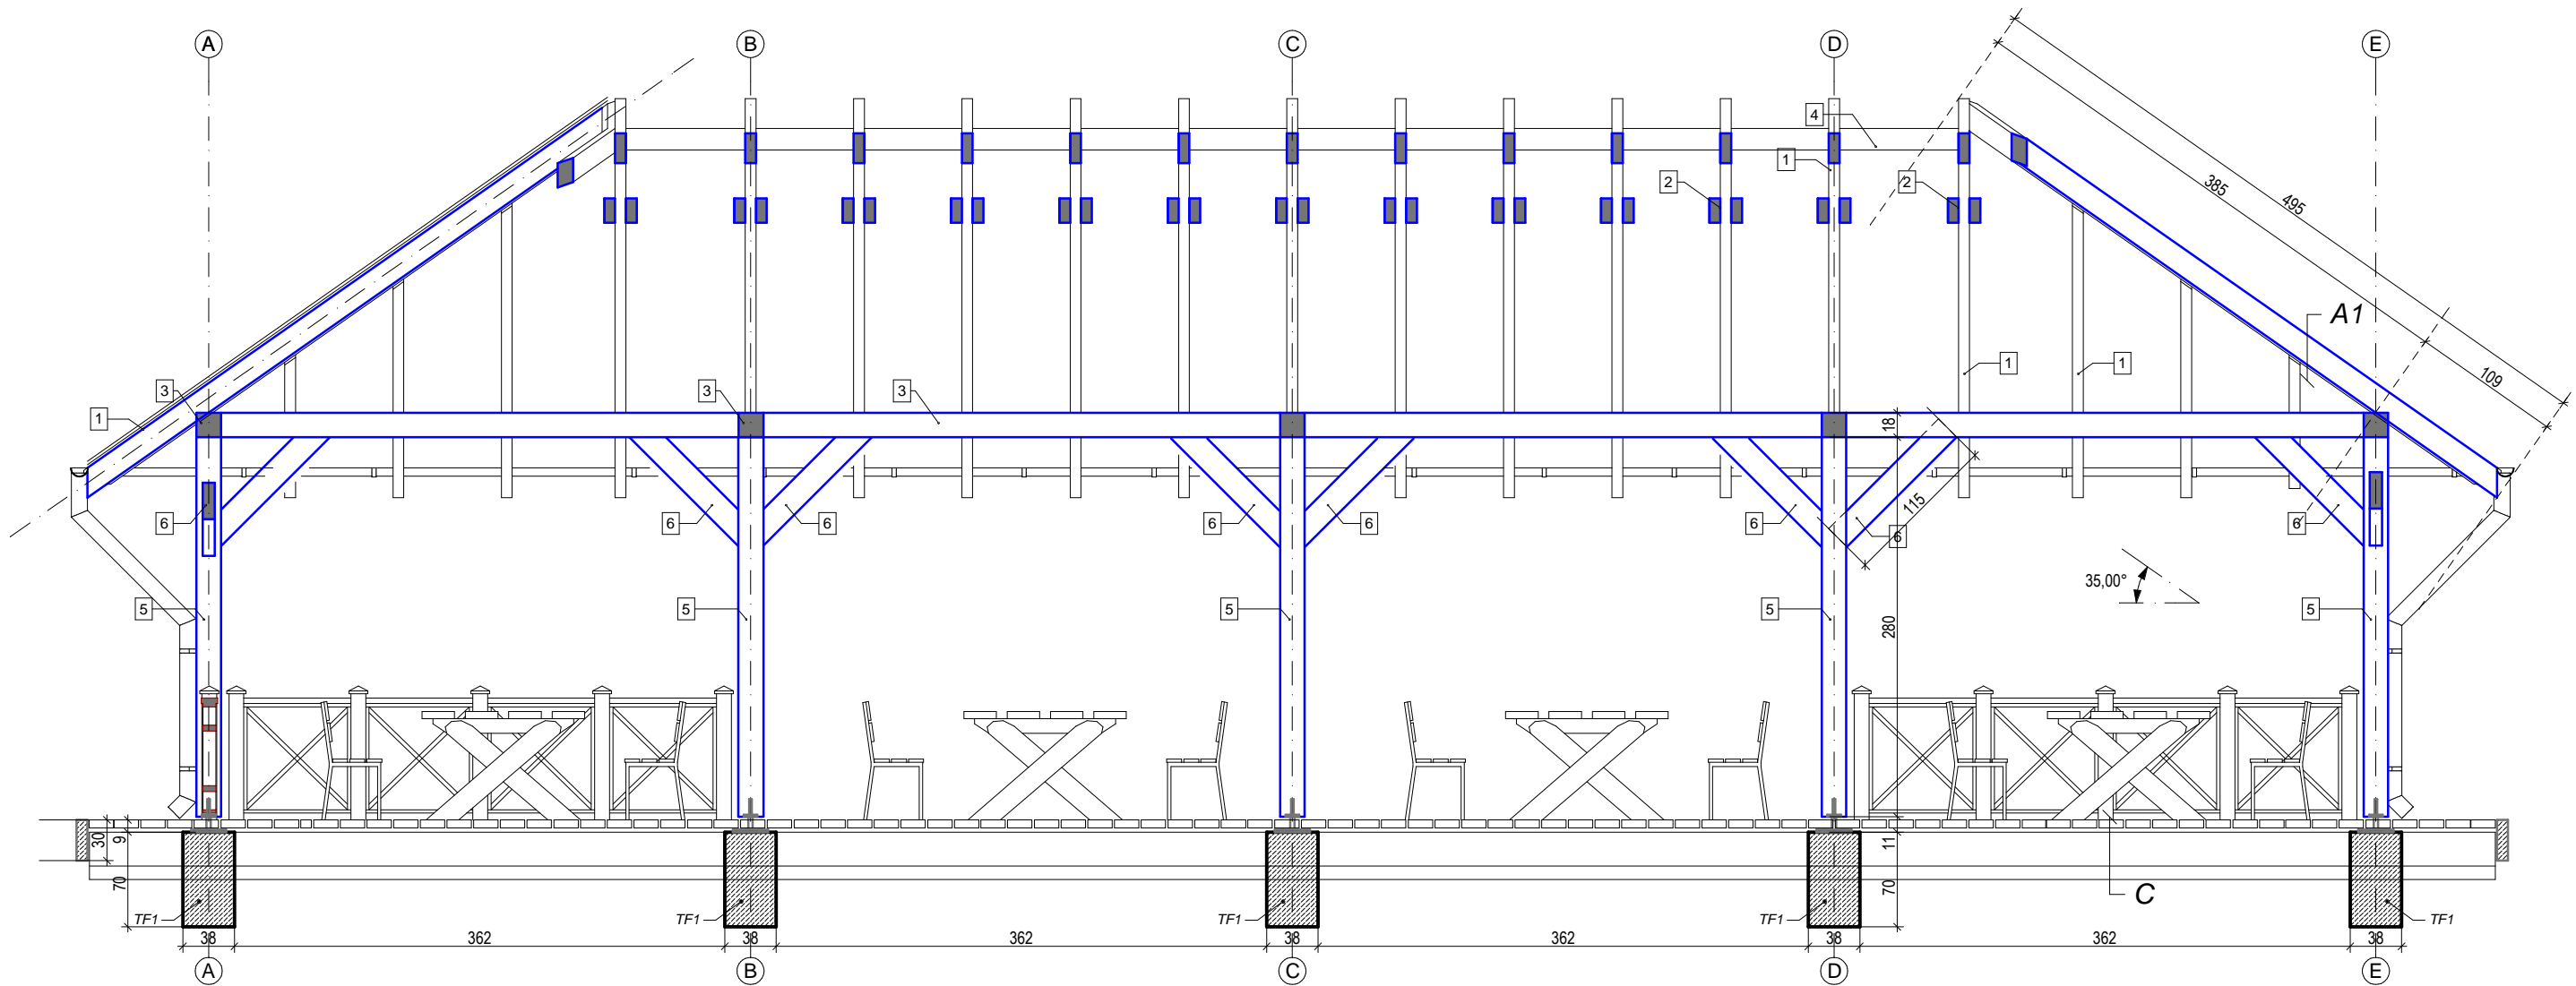 A B C D E
4
1
2 2
385 495
A1
3 3 3 1 1 109
1
18
6 6 6 6 6 6 6 6
115
35,00°
5 5 5 5 5
280
30 9 11
70 70
C
TF1 TF1 TF1 TF1 TF1
38 362 38 362 38 362 38 362 38
A B C D E